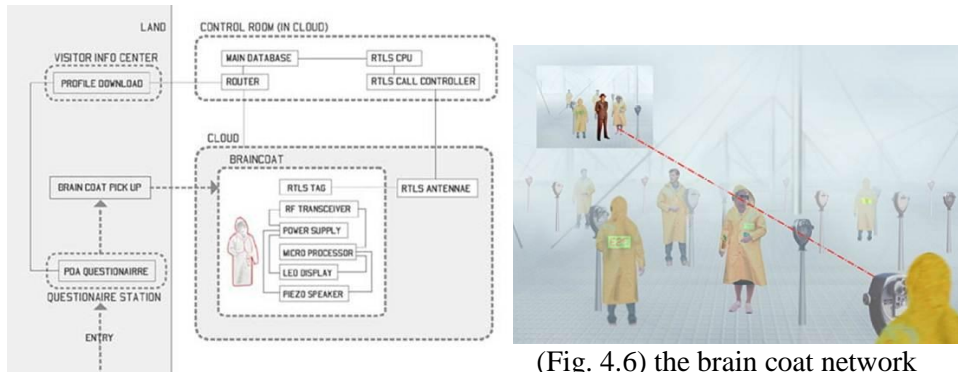 LAND
CONTROL ROOM (IN CLOUD)
VISITOR INFO CENTER
MAIN DATABASE
RTLS CPU
PROFILE DOWNLOAD
ROUTER
RTLS CALL CONTROLLER
CLOUD
BRAINCOAT
BRAIN COAT PICK UP
RTLS TAG
RTLS ANTENNAE
RF TRANSCEIVER
POWER SUPPLY
MICRO PROCESSOR
PDA QUESTIONAIRRE
LED DISPLAY
QUESTIONAIRE STATION
PIEZO SPEAKER
ENTRY
(Fig. 4.6) the brain coat network